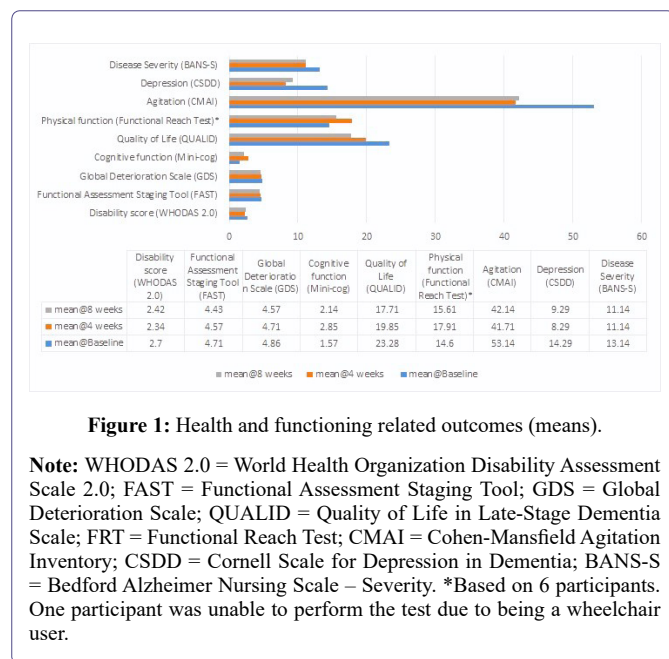 Disease Severity (BANS-S)
Depression (CSDD)
Agitation (CMAI)
Physical function (Functional Reach Test)*
Quality of Life (QUALID)
Cognitive function (Mini-cog)
Global Deterioration Scale (GDS)
Functional Assessment Staging Tool (FAST)
Disability score (WHODAS 2.0)
0 10 20 30 40 50 60
Disability score (WHODAS 2.0) Functional Assessment Staging Tool (FAST) Global Deterioratio n Scale (GDS) Cognitive function (Mini-cog) Quality of Life (QUALID) Physical function (Functional Reach Test)* Agitation (CMAI) Depression (CSDD) Disease Severity (BANS-S)
mean@8 weeks 2.42 4.43 4.57 2.14 17.71 15.61 42.14 9.29 11.14
mean@4 weeks 2.34 4.57 4.71 2.85 19.85 17.91 41.71 8.29 11.14
mean@Baseline 2.7 4.71 4.86 1.57 23.28 14.6 53.14 14.29 13.14
mean@8 weeks mean@4 weeks mean@Baseline
Figure 1: Health and functioning related outcomes (means).
Note: WHODAS 2.0 = World Health Organization Disability Assessment
Scale 2.0; FAST = Functional Assessment Staging Tool; GDS = Global
Deterioration Scale; QUALID = Quality of Life in Late-Stage Dementia
Scale; FRT = Functional Reach Test; CMAI = Cohen-Mansfield Agitation
Inventory; CSDD = Cornell Scale for Depression in Dementia; BANS-S
= Bedford Alzheimer Nursing Scale – Severity. *Based on 6 participants.
One participant was unable to perform the test due to being a wheelchair
user.